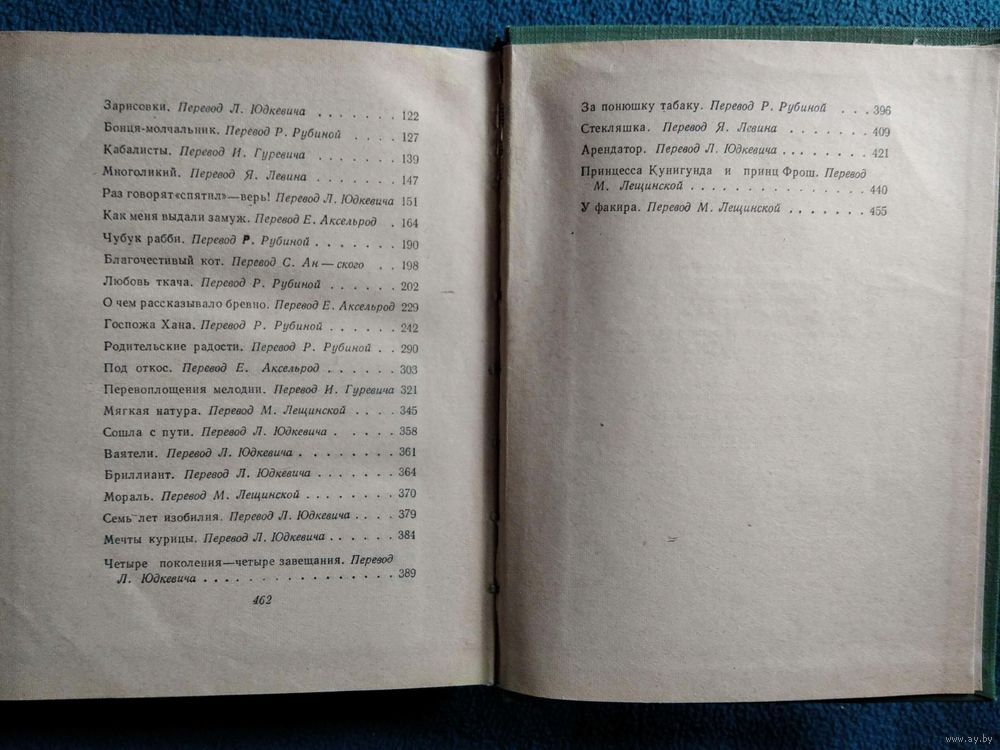 Зарисовки. Перевод Л. Юдкевича . . . . . . . 122
Бонця-молчальник. Перевод Р. Рубиной . . . . 127
Кабалисты. Перевод И. Гуревича . . . . . . . 139
Многоликий. Перевод Я. Левина . . . . . . . 147
Раз говорят «спятил»—верь! Перевод Л. Юдкевича 151
Как меня выдали замуж. Перевод Е. Аксельрод . 164
Чубук рабби. Перевод Р. Рубиной . . . . . . . 190
Благочестивый кот. Перевод С. Ан—ского . . 198
Любовь ткача. Перевод Р. Рубиной . . . . . . 202
О чем рассказывало бревно. Перевод Е. Аксельрод 229
Госпожа Хана. Перевод Р. Рубиной . . . . . . 242
Родительские радости. Перевод Р. Рубиной . . 290
Под откос. Перевод Е. Аксельрод . . . . . . 303
Перевоплощения мелодии. Перевод И. Гуревича 321
Мягкая натура. Перевод М. Лещинской . . . . 345
Сошла с пути. Перевод Л. Юдкевича . . . . . 358
Ваятели. Перевод Л. Юдкевича . . . . . . . . 361
Бриллиант. Перевод Л. Юдкевича . . . . . . . 364
Мораль. Перевод М. Лещинской . . . . . . . 370
Семь лет изобилия. Перевод Л. Юдкевича . . . . 379
Мечты курицы. Перевод Л. Юдкевича . . . . . 384
Четыре поколения—четыре завещания. Перевод
Л. Юдкевича . . . . . . . . . . . . . . . . 389
462
За понюшку табаку. Перевод Р. Рубиной . . . 396
Стекляшка. Перевод Я. Левина . . . . . . . 409
Арендатор. Перевод Л. Юдкевича . . . . . . . 421
Принцесса Кунигунда и принц Фрош. Перевод
М. Лещинской . . . . . . . . . . . . . . 440
У факира. Перевод М. Лещинской . . . . . . . 455
www.ay.by